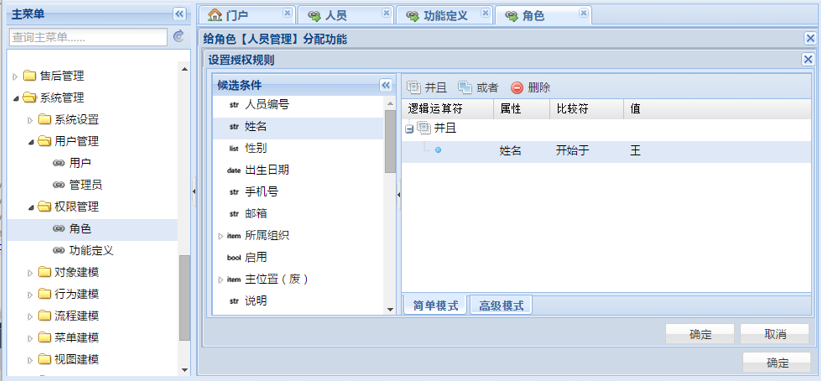 主菜单
查询主菜单......
售后管理
系统管理
系统设置
用户管理
用户
管理员
权限管理
角色
功能定义
对象建模
行为建模
流程建模
菜单建模
视图建模
门户 人员 功能定义 角色
给角色【人员管理】分配功能
设置授权规则
候选条件
str 人员编号
str 姓名
list 性别
date 出生日期
str 手机号
str 邮箱
item 所属组织
bool 启用
item 主位置（废）
str 说明
并且 或者 删除
逻辑运算符 属性 比较符 值
并且
姓名 开始于 王
简单模式 高级模式
确定 取消
确定